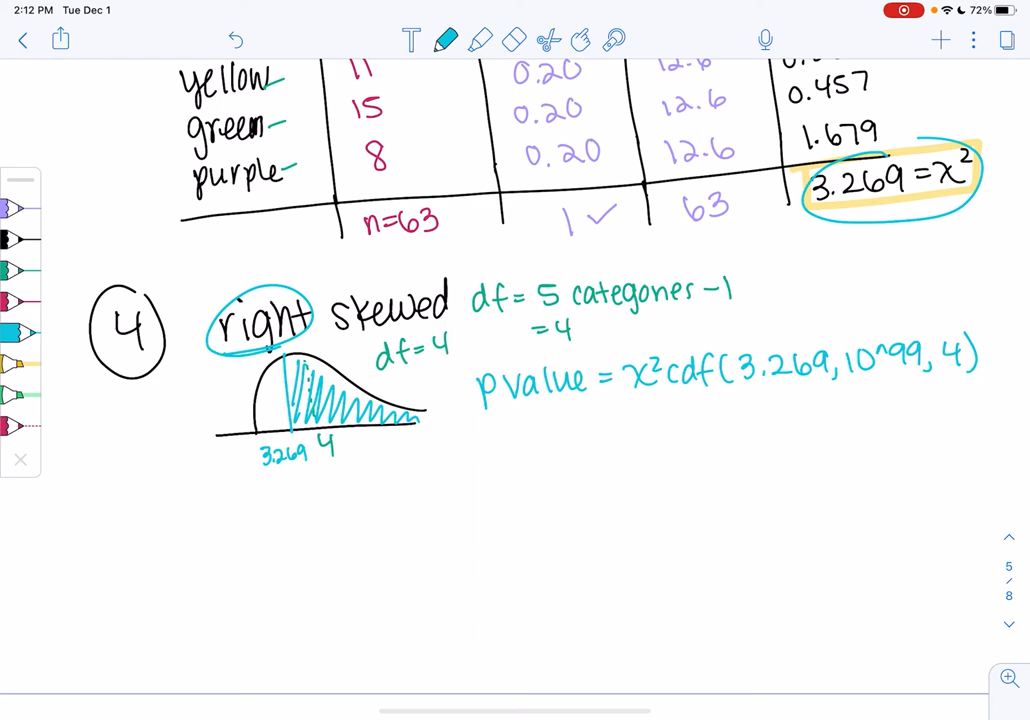 2:12 PM Tue Dec 1
72%
yellow 11 0.20 12.6
0.457
green 15 0.20 12.6
1.679
purple 8 0.20 12.6
3.269 = x²
n=63 1 ✓ 63
4 right skewed df = 5 categories -1
= 4
df = 4
p value = x²cdf(3.269, 10^99, 4)
3.269 4
5
/
8